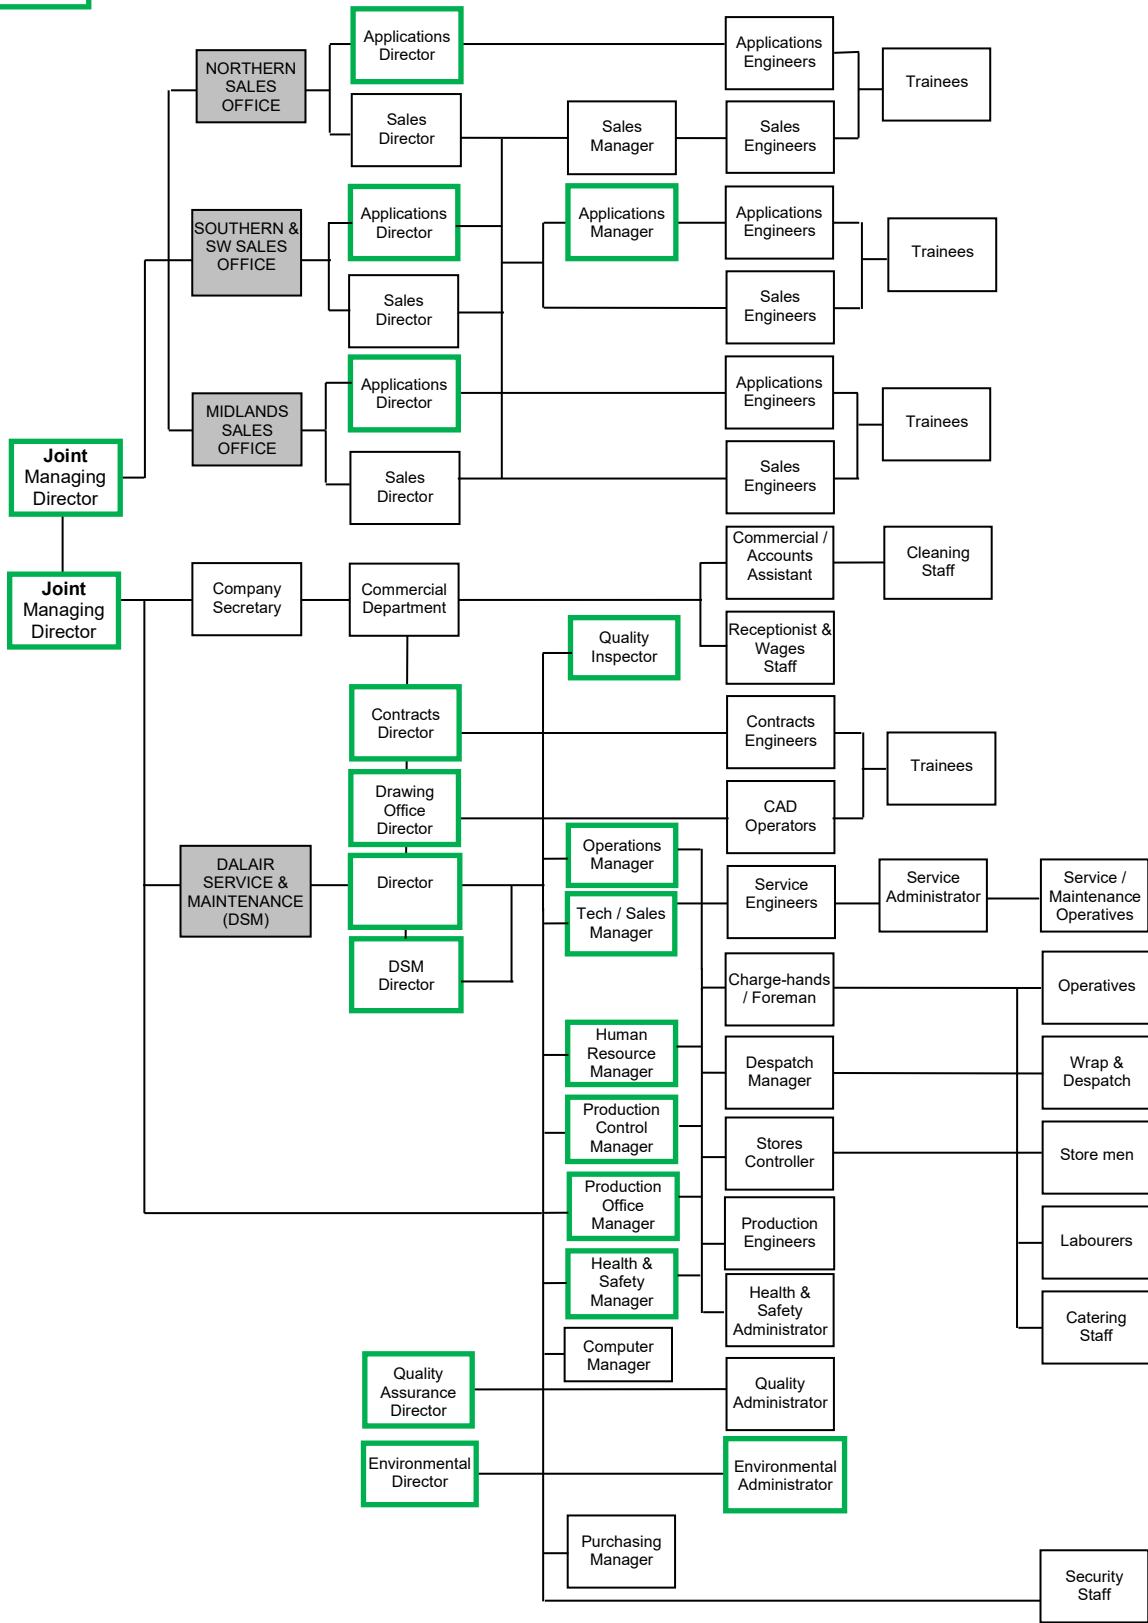 Applications
Director
Applications
Engineers
NORTHERN
SALES
OFFICE
Trainees
Sales
Director
Sales
Manager
Sales
Engineers
Applications
Director
Applications
Manager
Applications
Engineers
SOUTHERN &
SW SALES
OFFICE
Trainees
Sales
Director
Sales
Engineers
Applications
Director
Applications
Engineers
MIDLANDS
SALES
OFFICE
Trainees
Joint
Managing
Director
Sales
Director
Sales
Engineers
Commercial /
Accounts
Assistant
Cleaning
Staff
Joint
Managing
Director
Company
Secretary
Commercial
Department
Quality
Inspector
Receptionist &
Wages
Staff
Contracts
Director
Contracts
Engineers
Trainees
Drawing
Office
Director
CAD
Operators
Operations
Manager
DALAIR
SERVICE &
MAINTENANCE
(DSM)
Director
Service
Engineers
Service
Administrator
Service /
Maintenance
Operatives
Tech / Sales
Manager
DSM
Director
Charge-hands
/ Foreman
Operatives
Human
Resource
Manager
Despatch
Manager
Wrap &
Despatch
Production
Control
Manager
Stores
Controller
Store men
Production
Office
Manager
Production
Engineers
Labourers
Health &
Safety
Manager
Health &
Safety
Administrator
Catering
Staff
Computer
Manager
Quality
Assurance
Director
Quality
Administrator
Environmental
Director
Environmental
Administrator
Purchasing
Manager
Security
Staff